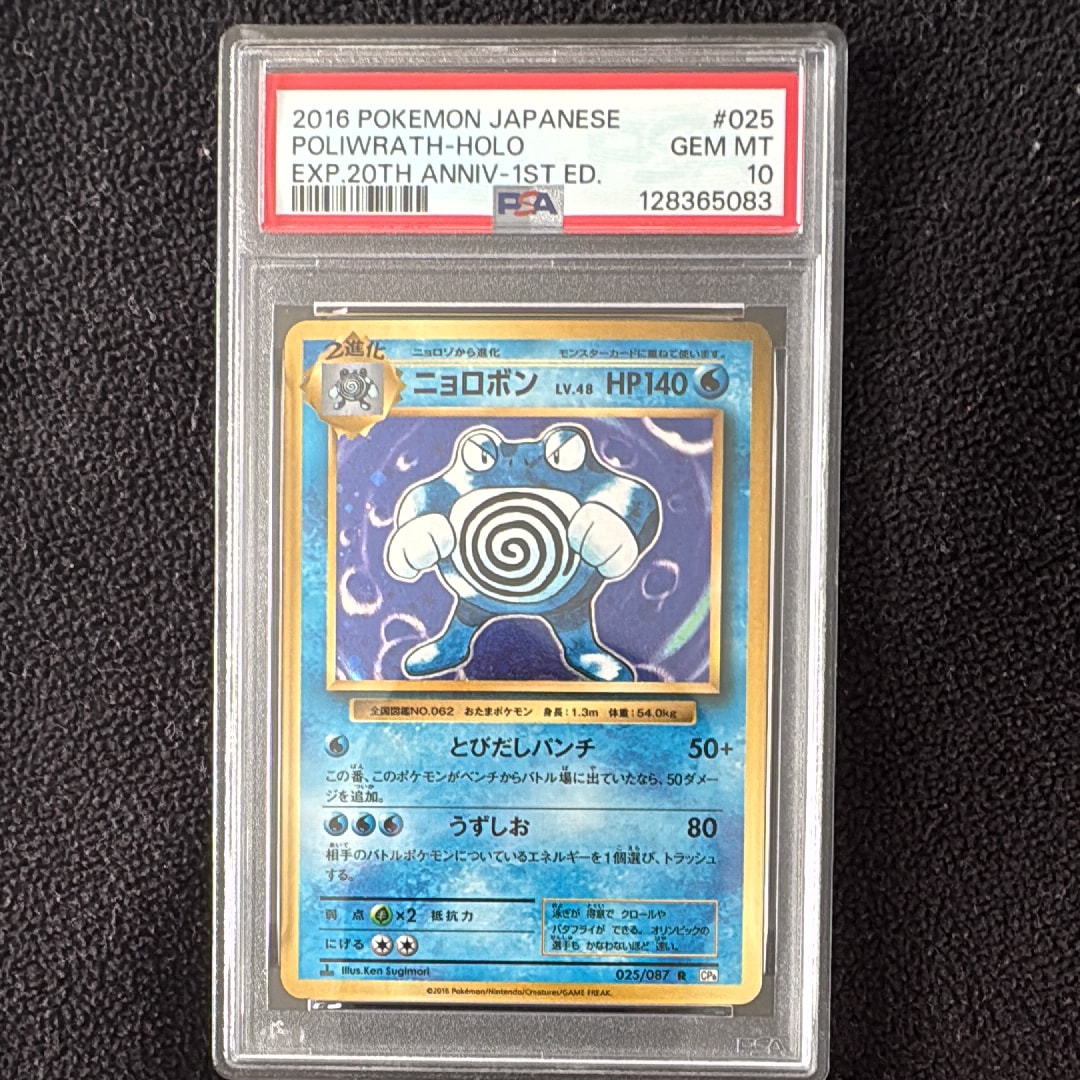 2016 POKEMON JAPANESE #025
POLIWRATH-HOLO GEM MT
EXP.20TH ANNIV-1ST ED. 10
PSA 128365083
2進化
ニョロゾから進化 モンスターカードに重ねて使います。
ニョロボン LV.48 HP140
全国図鑑NO.062 おたまポケモン 身長:1.3m 体重:54.0kg
とびだしパンチ 50+
この番、このポケモンがベンチからバトル場に出ていたなら、50ダメー
ジを追加。
うずしお 80
相手のバトルポケモンについているエネルギーを1個選び、トラッシュ
する。
弱点 ×2 抵抗力
にげる
泳ぎが 得意で クロールや
バタフライが できる。オリンピックの
選手も かなわないほど 速い。
Illus.Ken Sugimori 025/087 R CP6
©2016 Pokémon/Nintendo/Creatures/GAME FREAK.
PSA